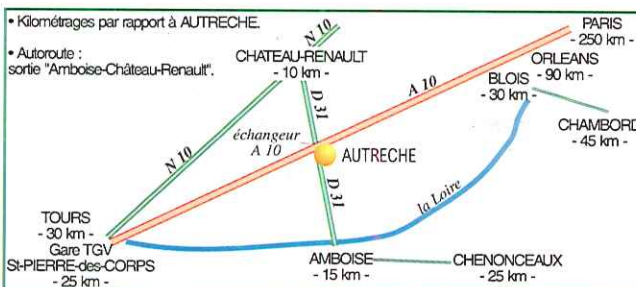 • Kilométrages par rapport à AUTRECHE.
• Autoroute :
sortie "Amboise-Château-Renault".
N 10
CHATEAU-RENAULT
- 10 km -
PARIS
- 250 km -
ORLEANS
- 90 km -
BLOIS
- 30 km -
CHAMBORD
- 45 km -
A 10
D 31
N 10
échangeur
A 10
AUTRECHE
D 31
la Loire
TOURS
- 30 km -
Gare TGV
St-PIERRE-des-CORPS
- 25 km -
AMBOISE
- 15 km -
CHENONCEAUX
- 25 km -